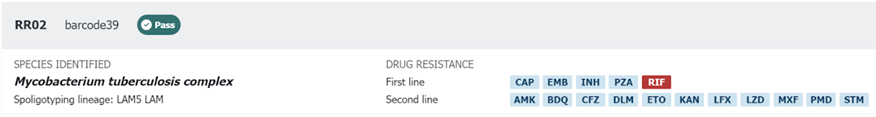 RR02 barcode39 Pass
SPECIES IDENTIFIED
Mycobacterium tuberculosis complex
Spoligotyping lineage: LAM5 LAM
DRUG RESISTANCE
First line CAP EMB INH PZA RIF
Second line AMK BDQ CFZ DLM ETO KAN LFX LZD MXF PMD STM